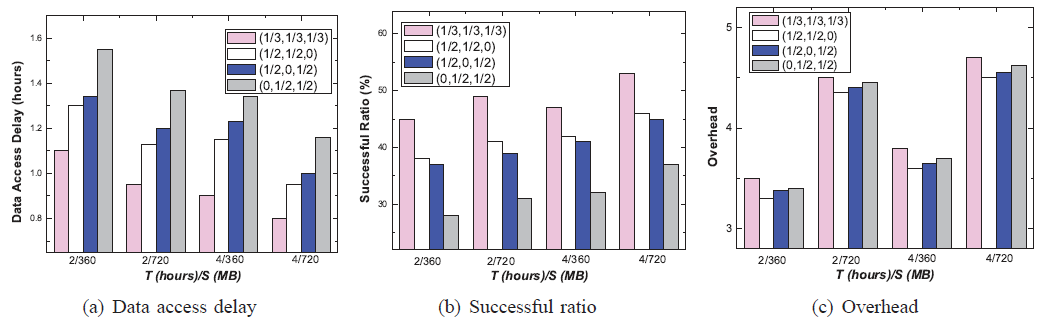 1.6
1.4
1.2
1.0
0.8
Data Access Delay (hours)
(1/3,1/3,1/3)
(1/2,1/2,0)
(1/2,0,1/2)
(0,1/2,1/2)
2/360 2/720 4/360 4/720
T (hours)/S (MB)
(a) Data access delay
60
50
40
30
Successful Ratio (%)
(1/3,1/3,1/3)
(1/2,1/2,0)
(1/2,0,1/2)
(0,1/2,1/2)
2/360 2/720 4/360 4/720
T (hours)/S (MB)
(b) Successful ratio
5
4
3
Overhead
(1/3,1/3,1/3)
(1/2,1/2,0)
(1/2,0,1/2)
(0,1/2,1/2)
2/360 2/720 4/360 4/720
T (hours)/S (MB)
(c) Overhead